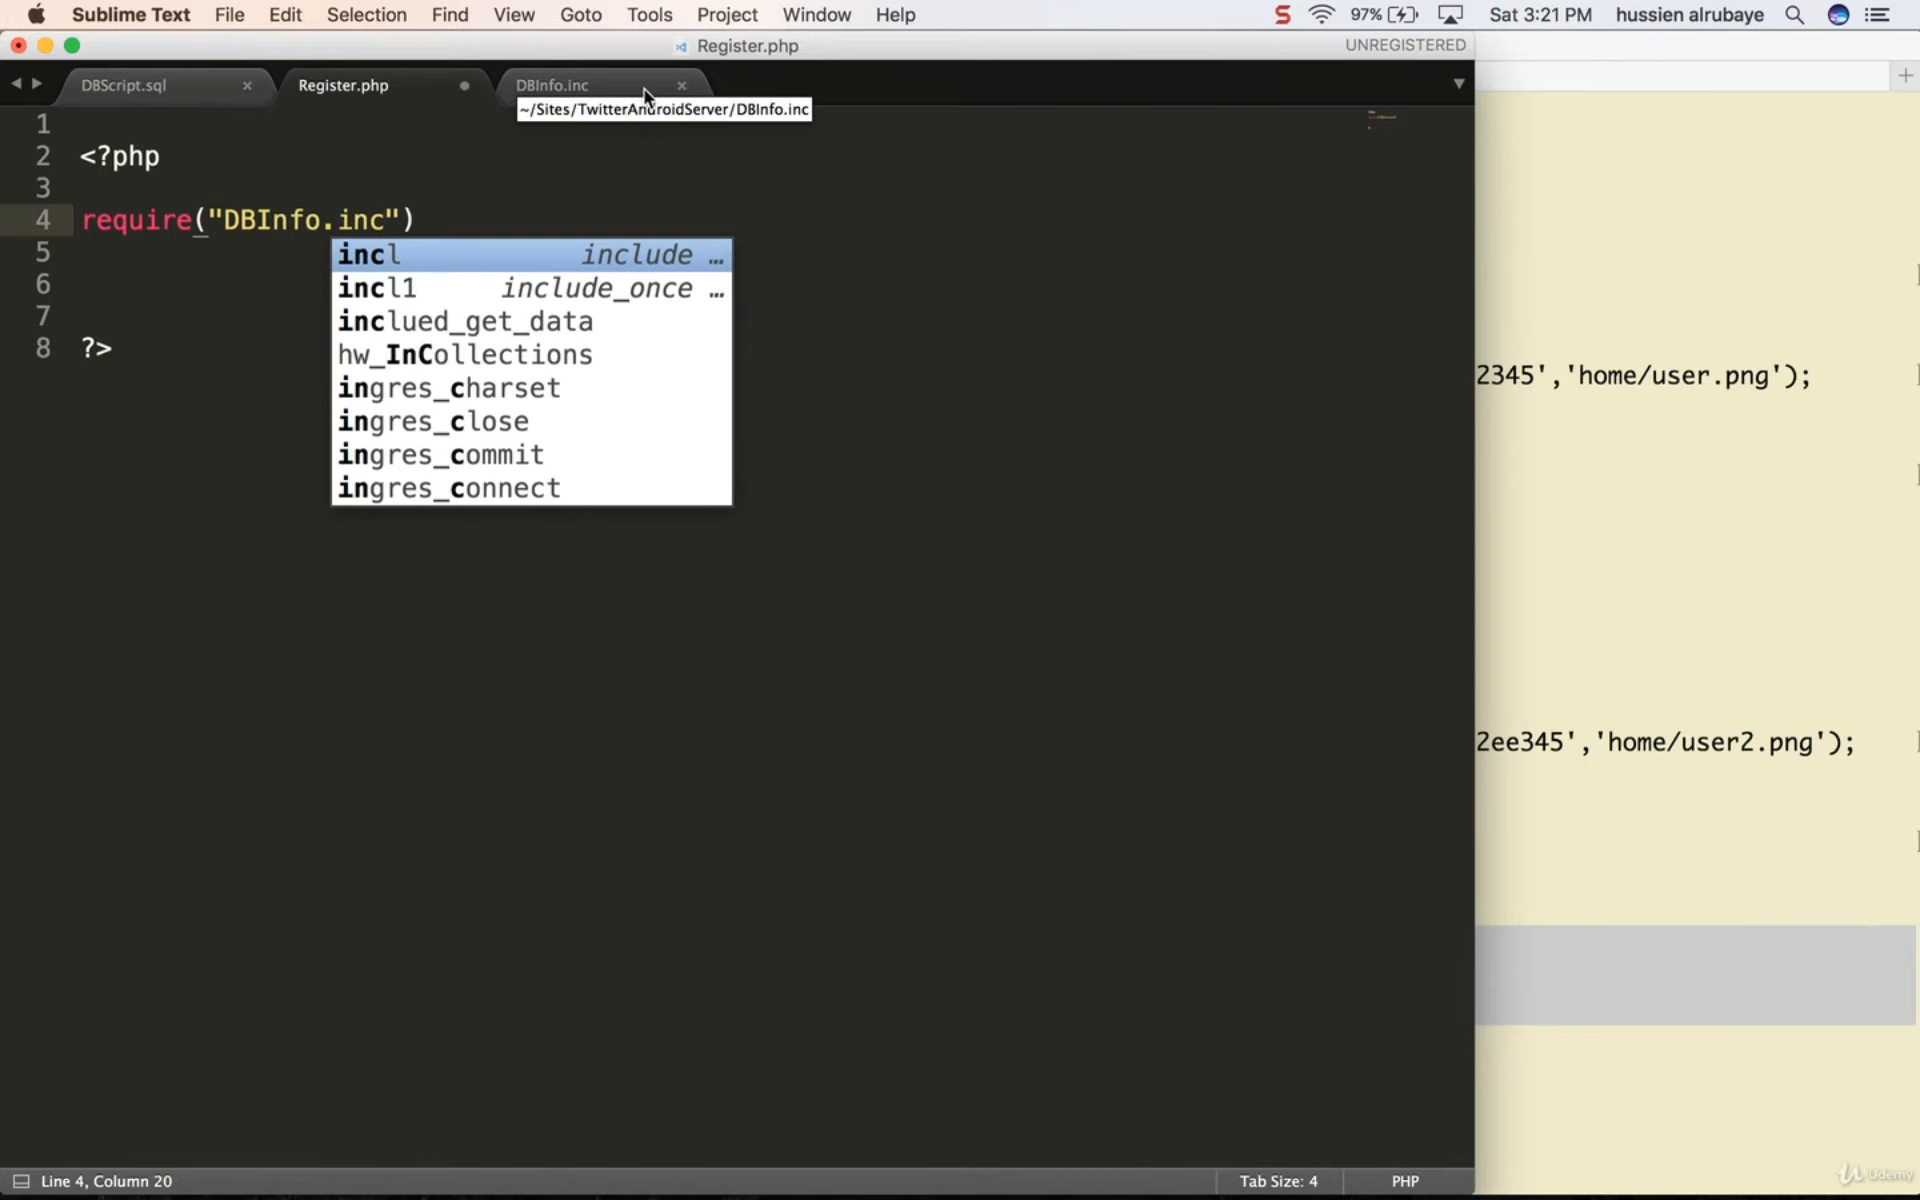 Sublime Text File Edit Selection Find View Goto Tools Project Window Help 97% Sat 3:21 PM hussien alrubaye
Register.php UNREGISTERED
DBScript.sql × Register.php DBInfo.inc ×
~/Sites/TwitterAndroidServer/DBInfo.inc
1
2 <?php
3
4 require("DBInfo.inc")
5
6
7
8 ?>
incl include …
incl1 include_once …
inclued_get_data
hw_InCollections
ingres_charset
ingres_close
ingres_commit
ingres_connect
2345','home/user.png');
2ee345','home/user2.png');
Line 4, Column 20 Tab Size: 4 PHP
Udemy